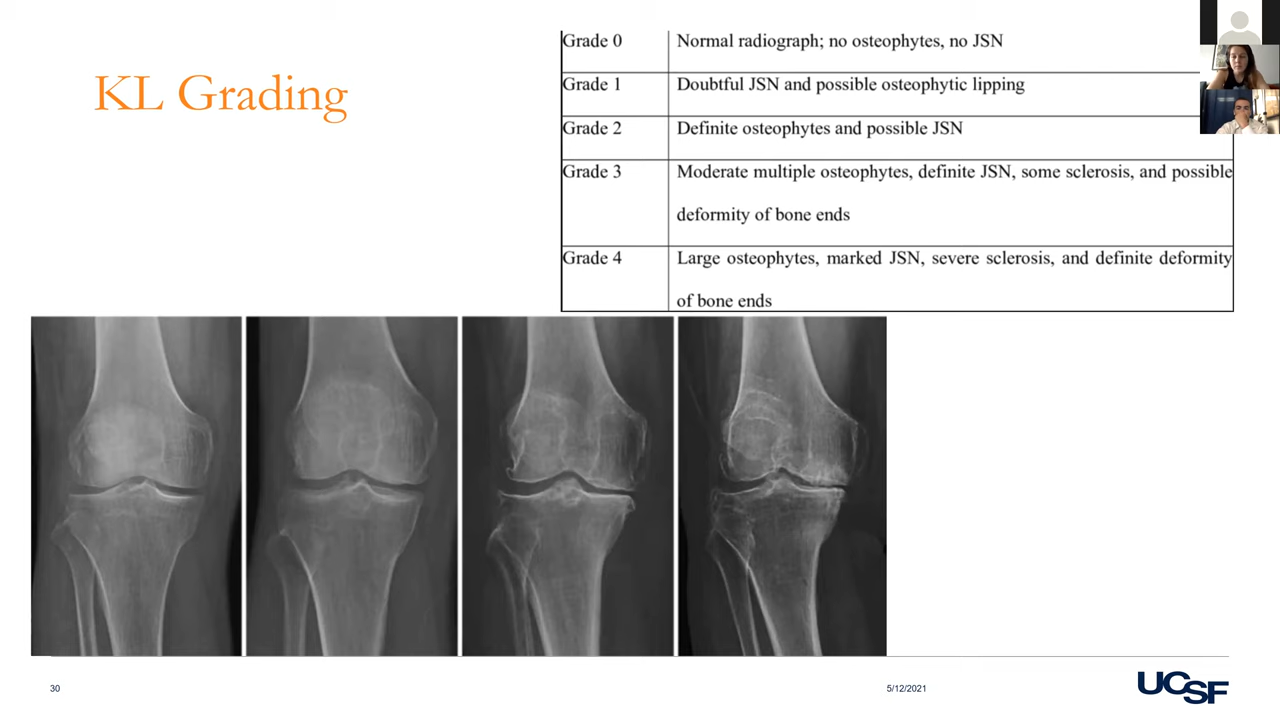 KL Grading
Grade 0 Normal radiograph; no osteophytes, no JSN
Grade 1 Doubtful JSN and possible osteophytic lipping
Grade 2 Definite osteophytes and possible JSN
Grade 3 Moderate multiple osteophytes, definite JSN, some sclerosis, and possible
deformity of bone ends
Grade 4 Large osteophytes, marked JSN, severe sclerosis, and definite deformity
of bone ends
30
5/12/2021
UCSF